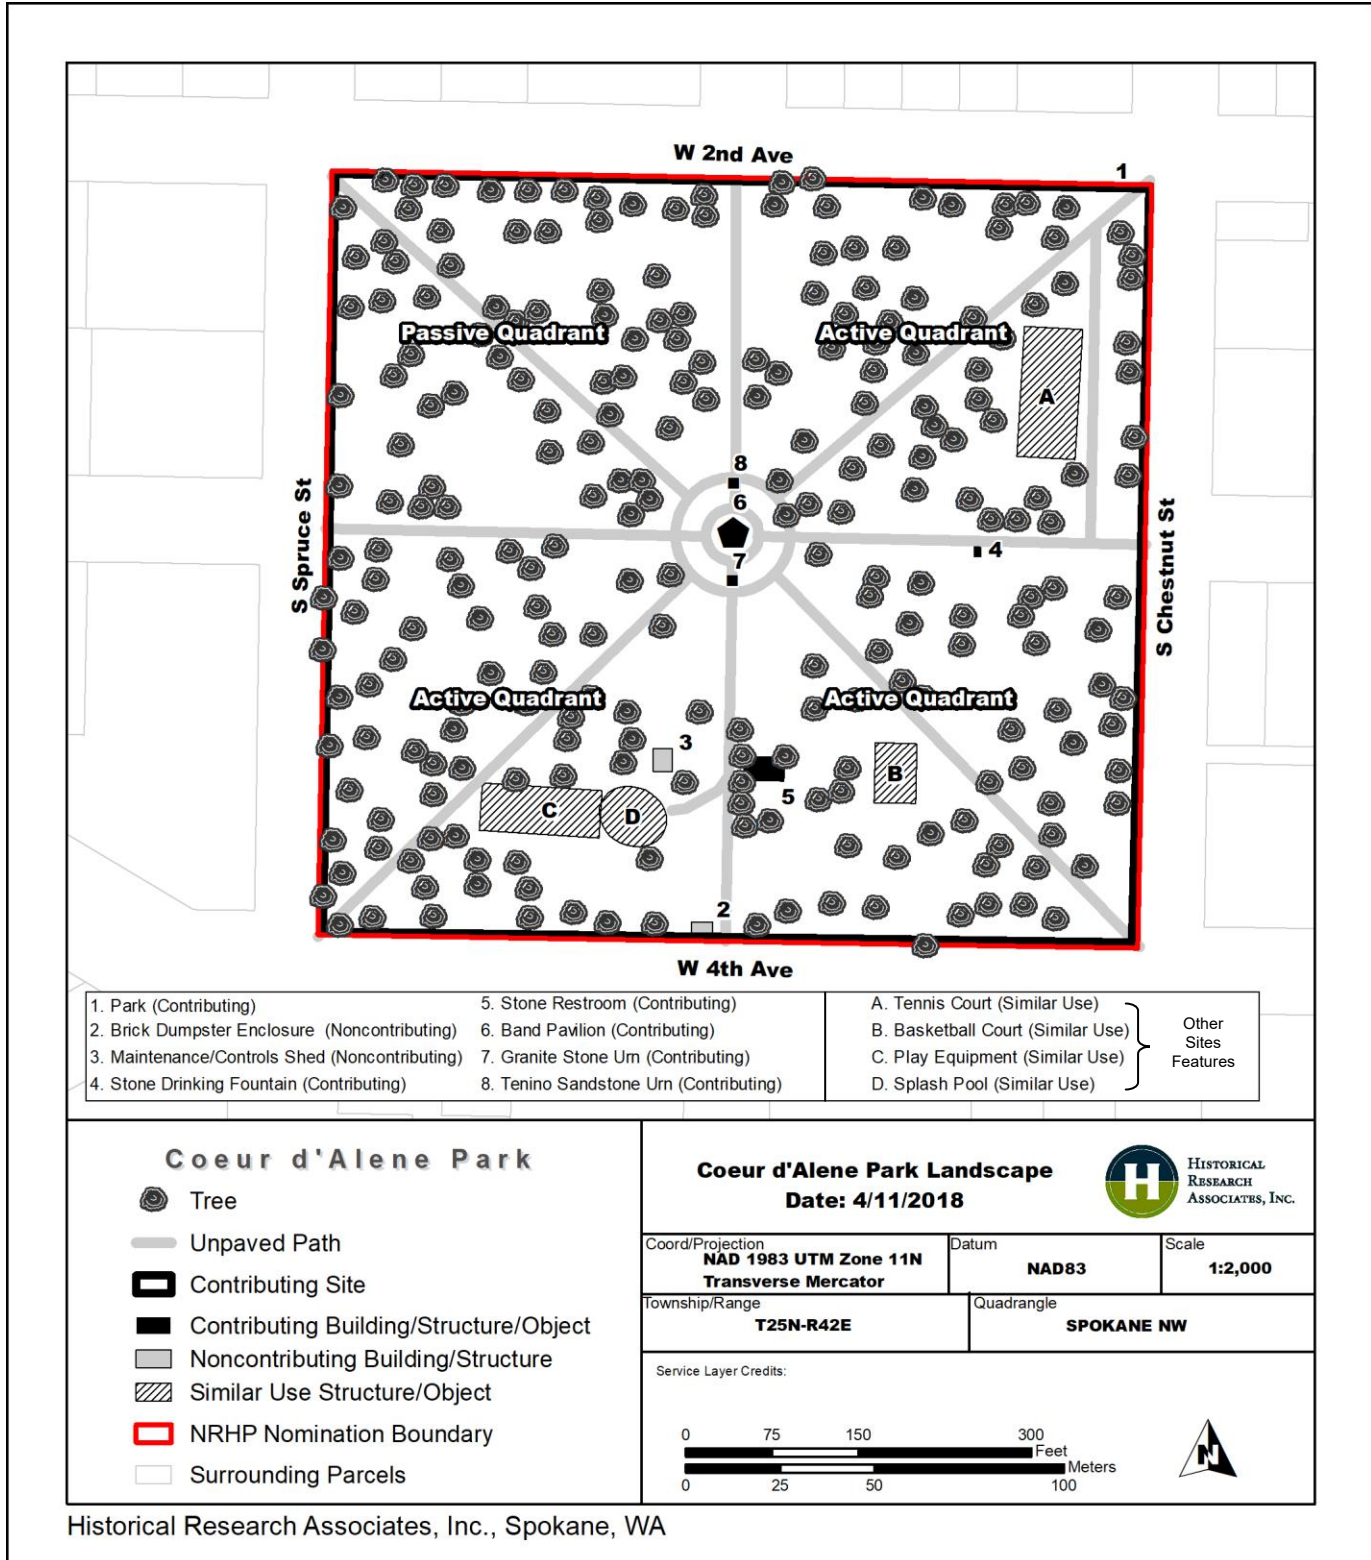 W 2nd Ave
1
Passive Quadrant
Active Quadrant
A
8
6
7
4
S Spruce St
S Chestnut St
Active Quadrant
Active Quadrant
3
B
5
C
D
2
W 4th Ave
1. Park (Contributing)
2. Brick Dumpster Enclosure (Noncontributing)
3. Maintenance/Controls Shed (Noncontributing)
4. Stone Drinking Fountain (Contributing)
5. Stone Restroom (Contributing)
6. Band Pavilion (Contributing)
7. Granite Stone Urn (Contributing)
8. Tenino Sandstone Urn (Contributing)
A. Tennis Court (Similar Use)
B. Basketball Court (Similar Use)
C. Play Equipment (Similar Use)
D. Splash Pool (Similar Use)
Other
Sites
Features
Coeur d'Alene Park
Tree
Unpaved Path
Contributing Site
Contributing Building/Structure/Object
Noncontributing Building/Structure
Similar Use Structure/Object
NRHP Nomination Boundary
Surrounding Parcels
Coeur d'Alene Park Landscape
Date: 4/11/2018
H
HISTORICAL
RESEARCH
ASSOCIATES, INC.
Coord/Projection
NAD 1983 UTM Zone 11N
Transverse Mercator
Datum
NAD83
Scale
1:2,000
Township/Range
T25N-R42E
Quadrangle
SPOKANE NW
Service Layer Credits:
0 75 150 300
Feet
Meters
0 25 50 100
N
Historical Research Associates, Inc., Spokane, WA